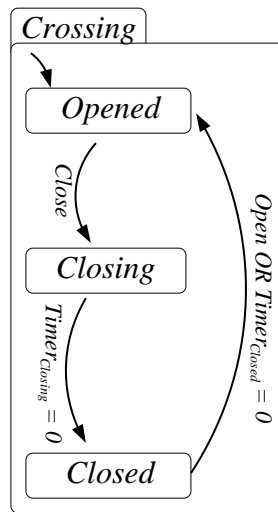 Crossing
Opened
Close
Closing
Open OR Timer_Closed = 0
Timer_Closing = 0
Closed